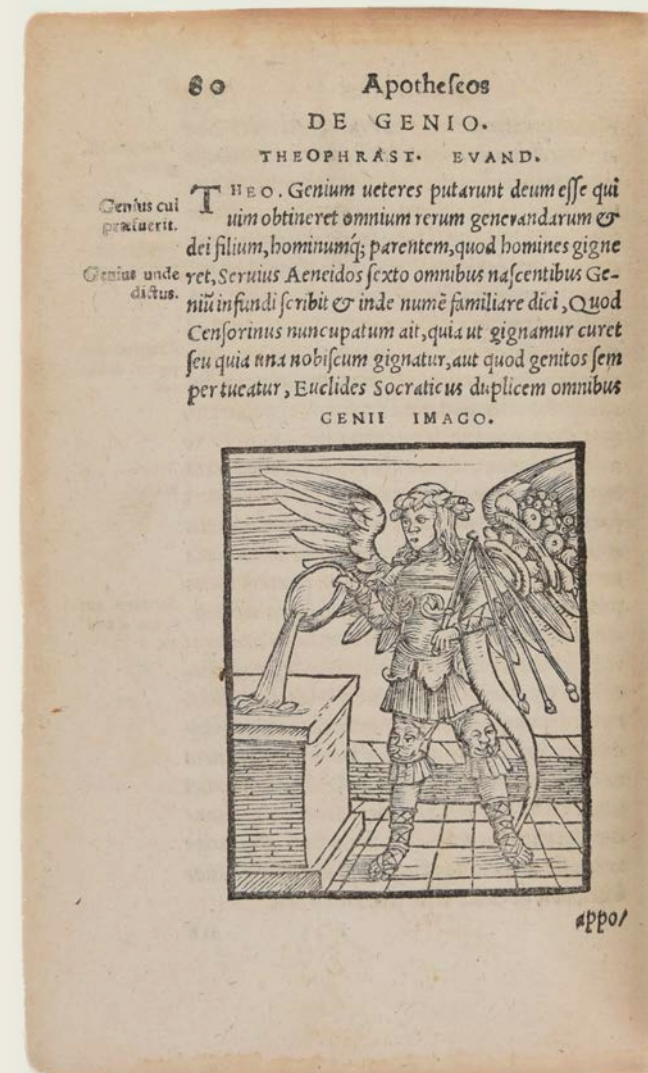 80 Apotheseos
DE GENIO.
THEOPHRAST. EVAND.
Genius cui
præfuerit.
Genius unde
dictus.
THEO. Genium ueteres putarunt deum esse qui
uim obtineret omnium rerum generandarum &
dei filium, hominumq́; parentem, quod homines gigne
ret, Seruius Aeneidos sexto omnibus nascentibus Ge-
niũ infundi scribit & inde numẽ familiare dici, Quod
Censorinus nuncupatum ait, quia ut gignamur curet
seu quia una nobiscum gignatur, aut quod genitos sem
per tueatur, Euclides Socraticus duplicem omnibus
GENII IMAGO.
appo/